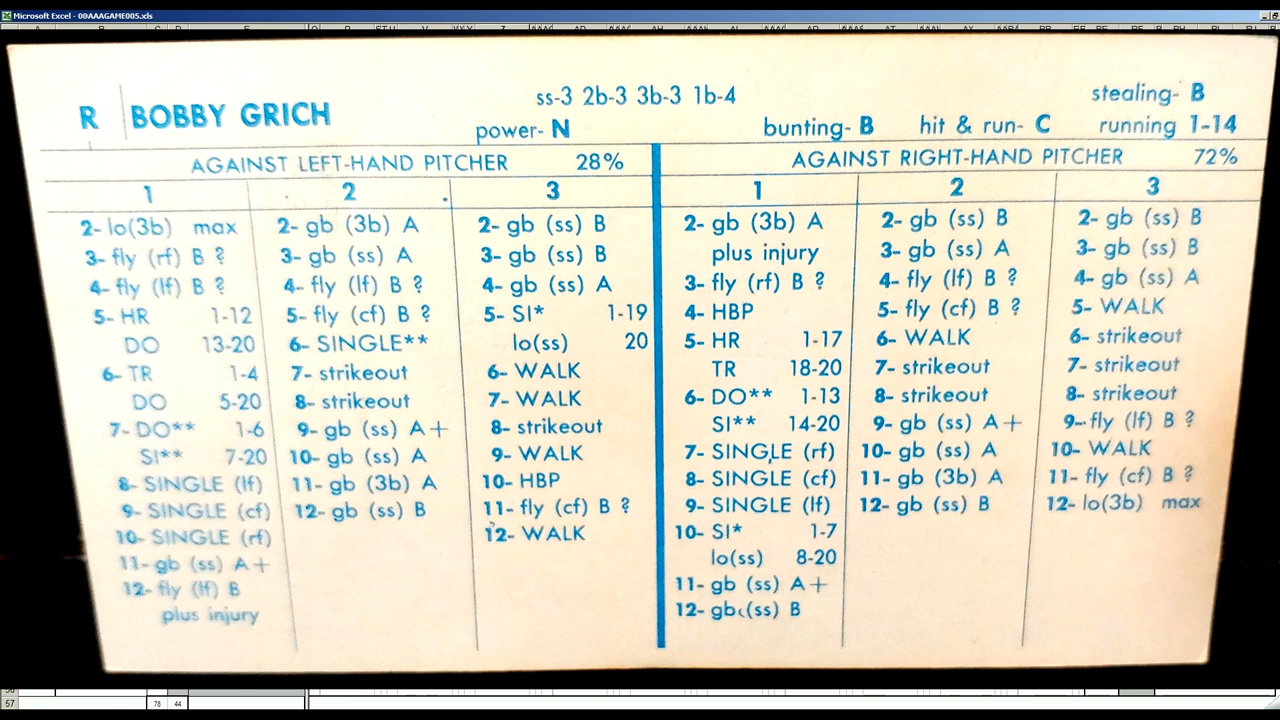 Microsoft Excel - 00AAAGAME005.xls
R BOBBY GRICH
ss-3 2b-3 3b-3 1b-4
power- N
stealing- B
bunting- B hit & run- C running 1-14
AGAINST LEFT-HAND PITCHER 28%
1 2 3
2- lo(3b) max 2- gb (3b) A 2- gb (ss) B
3- fly (rf) B ? 3- gb (ss) A 3- gb (ss) B
4- fly (lf) B ? 4- fly (lf) B ? 4- gb (ss) A
5- HR 1-12 5- fly (cf) B ? 5- SI* 1-19
DO 13-20 6- SINGLE** lo(ss) 20
6- TR 1-4 7- strikeout 6- WALK
DO 5-20 8- strikeout 7- WALK
7- DO** 1-6 9- gb (ss) A+ 8- strikeout
SI** 7-20 10- gb (ss) A 9- WALK
8- SINGLE (lf) 11- gb (3b) A 10- HBP
9- SINGLE (cf) 12- gb (ss) B 11- fly (cf) B ?
10- SINGLE (rf) 12- WALK
11- gb (ss) A+
12- fly (lf) B
plus injury
AGAINST RIGHT-HAND PITCHER 72%
1 2 3
2- gb (3b) A 2- gb (ss) B 2- gb (ss) B
plus injury 3- gb (ss) A 3- gb (ss) B
3- fly (rf) B ? 4- fly (lf) B ? 4- gb (ss) A
4- HBP 5- fly (cf) B ? 5- WALK
5- HR 1-17 6- WALK 6- strikeout
TR 18-20 7- strikeout 7- strikeout
6- DO** 1-13 8- strikeout 8- strikeout
SI** 14-20 9- gb (ss) A+ 9- fly (lf) B ?
7- SINGLE (rf) 10- gb (ss) A 10- WALK
8- SINGLE (cf) 11- gb (3b) A 11- fly (cf) B ?
9- SINGLE (lf) 12- gb (ss) B 12- lo(3b) max
10- SI* 1-7
lo(ss) 8-20
11- gb (ss) A+
12- gb (ss) B
57 78 44